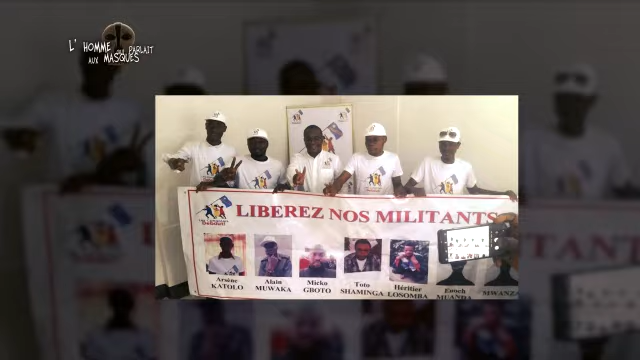 L' HOMME
QUI PARLAIT
AUX MASQUES
LIBEREZ NOS MILITANTS
Arsène
KATOLO
Alain
MUWAKA
Micko
GBOTO
Toto
SHAMINGA
Héritier
LOSOMBA
Enoch
MUANDA
MWANZA